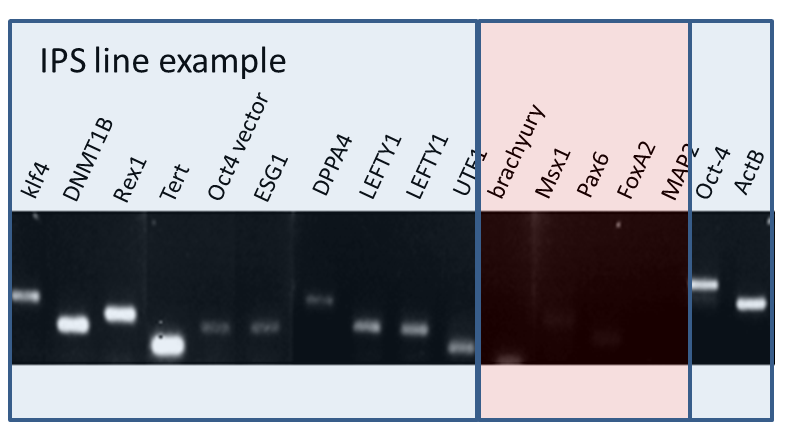 IPS line example
klf4
DNMT1B
Rex1
Tert
Oct4 vector
ESG1
DPPA4
LEFTY1
LEFTY1
UTF1
brachyury
Msx1
Pax6
FoxA2
MAP2
Oct-4
ActB